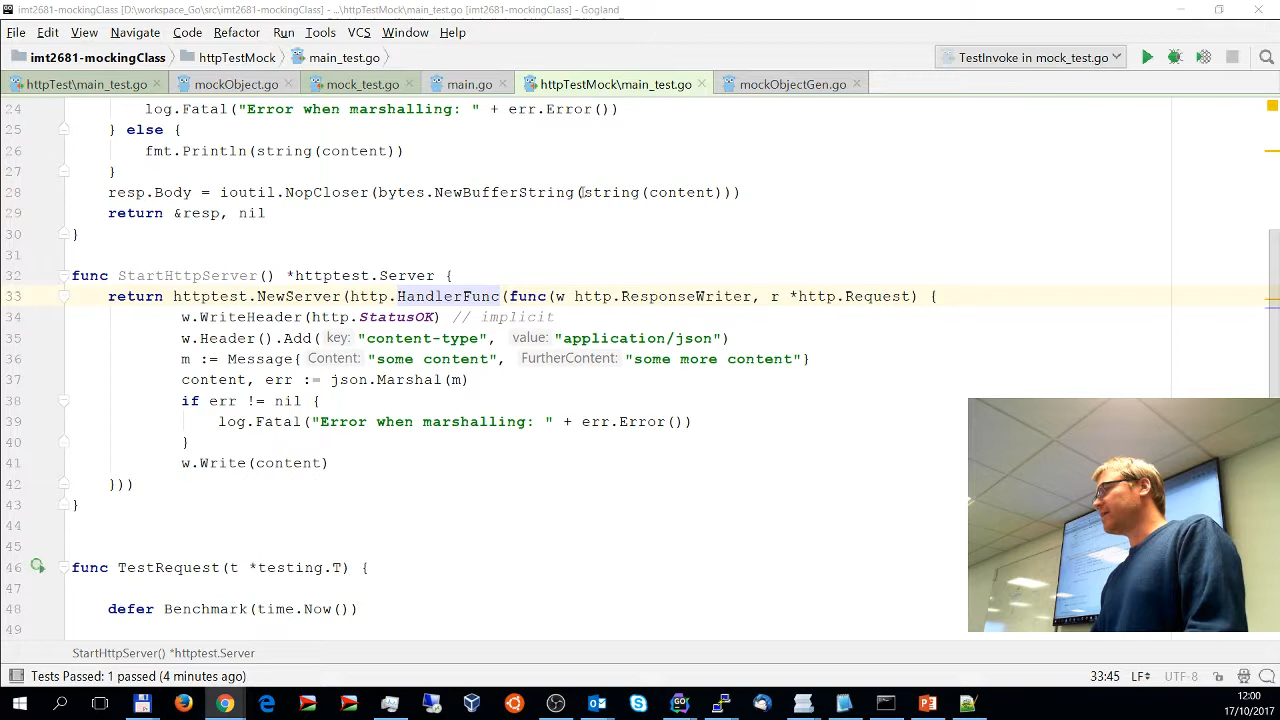 imt2681-mockingClass [D:\workspace_Go\src\imt2681-mockingClass] - ...\httpTestMock\main_test.go - Gogland
File Edit View Navigate Code Refactor Run Tools VCS Window Help
imt2681-mockingClass httpTestMock main_test.go TestInvoke in mock_test.go
httpTest\main_test.go mockObject.go mock_test.go main.go httpTestMock\main_test.go mockObjectGen.go
24 log.Fatal("Error when marshalling: " + err.Error())
25 } else {
26 fmt.Println(string(content))
27 }
28 resp.Body = ioutil.NopCloser(bytes.NewBufferString(string(content)))
29 return &resp, nil
30 }
31
32 func StartHttpServer() *httptest.Server {
33 return httptest.NewServer(http.HandlerFunc(func(w http.ResponseWriter, r *http.Request) {
34 w.WriteHeader(http.StatusOK) // implicit
35 w.Header().Add( key: "content-type", value: "application/json")
36 m := Message{ Content: "some content", FurtherContent: "some more content"}
37 content, err := json.Marshal(m)
38 if err != nil {
39 log.Fatal("Error when marshalling: " + err.Error())
40 }
41 w.Write(content)
42 }))
43 }
44
45
46 func TestRequest(t *testing.T) {
47
48 defer Benchmark(time.Now())
49
StartHttpServer() *httptest.Server
Tests Passed: 1 passed (4 minutes ago) 33:45 LF UTF-8
12:00
17/10/2017